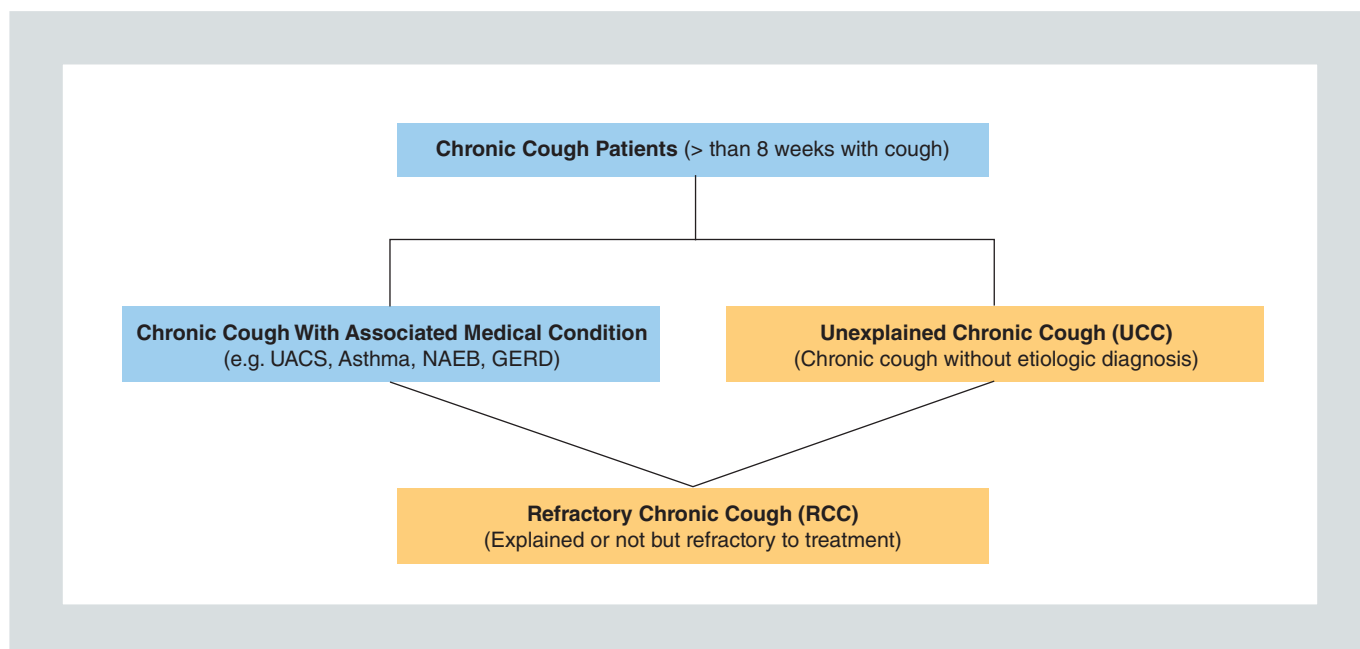 Chronic Cough Patients (> than 8 weeks with cough)
Chronic Cough With Associated Medical Condition
(e.g. UACS, Asthma, NAEB, GERD)
Unexplained Chronic Cough (UCC)
(Chronic cough without etiologic diagnosis)
Refractory Chronic Cough (RCC)
(Explained or not but refractory to treatment)